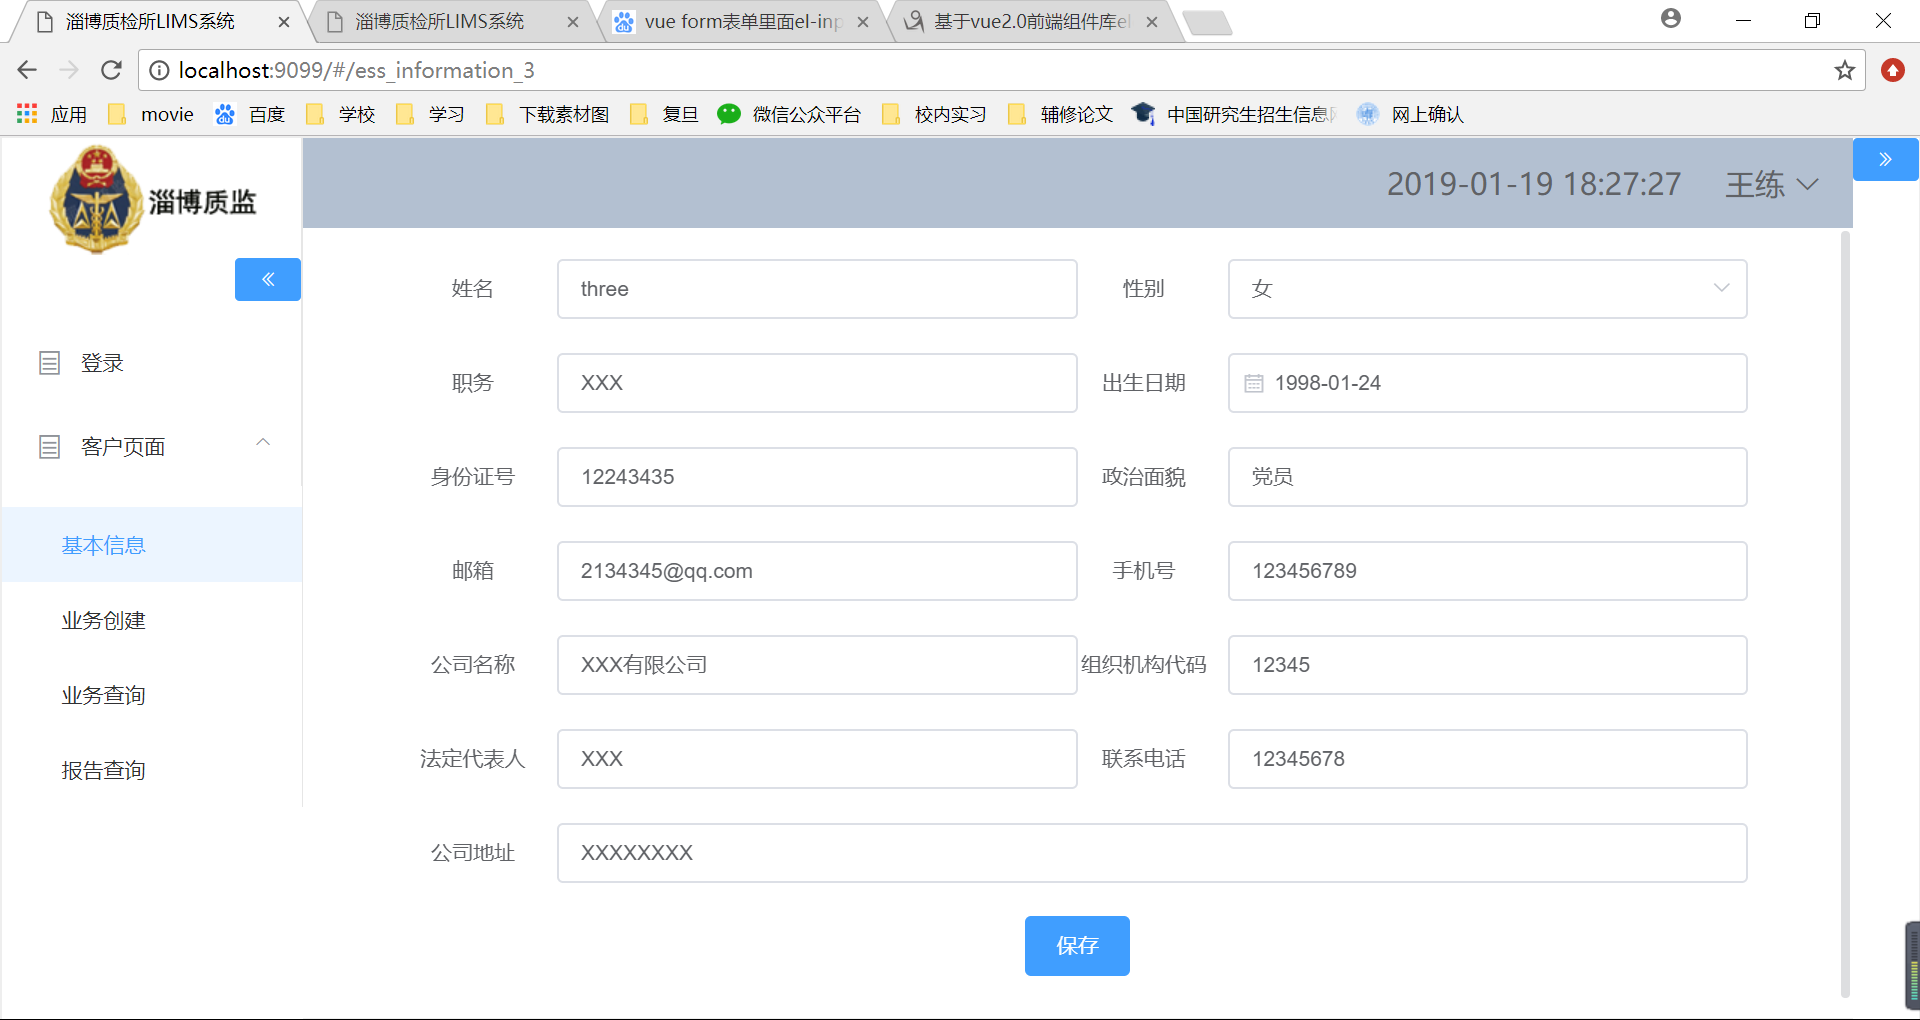 淄博质检所LIMS系统
淄博质检所LIMS系统
vue form表单里面el-inp
基于vue2.0前端组件库el
localhost:9099/#/ess_information_3
应用
movie
百度
学校
学习
下载素材图
复旦
微信公众平台
校内实习
辅修论文
中国研究生招生信息网
网上确认
淄博质监
2019-01-19 18:27:27
王练
登录
客户页面
基本信息
业务创建
业务查询
报告查询
姓名 three
性别 女
职务 XXX
出生日期 1998-01-24
身份证号 12243435
政治面貌 党员
邮箱 2134345@qq.com
手机号 123456789
公司名称 XXX有限公司
组织机构代码 12345
法定代表人 XXX
联系电话 12345678
公司地址 XXXXXXXX
保存